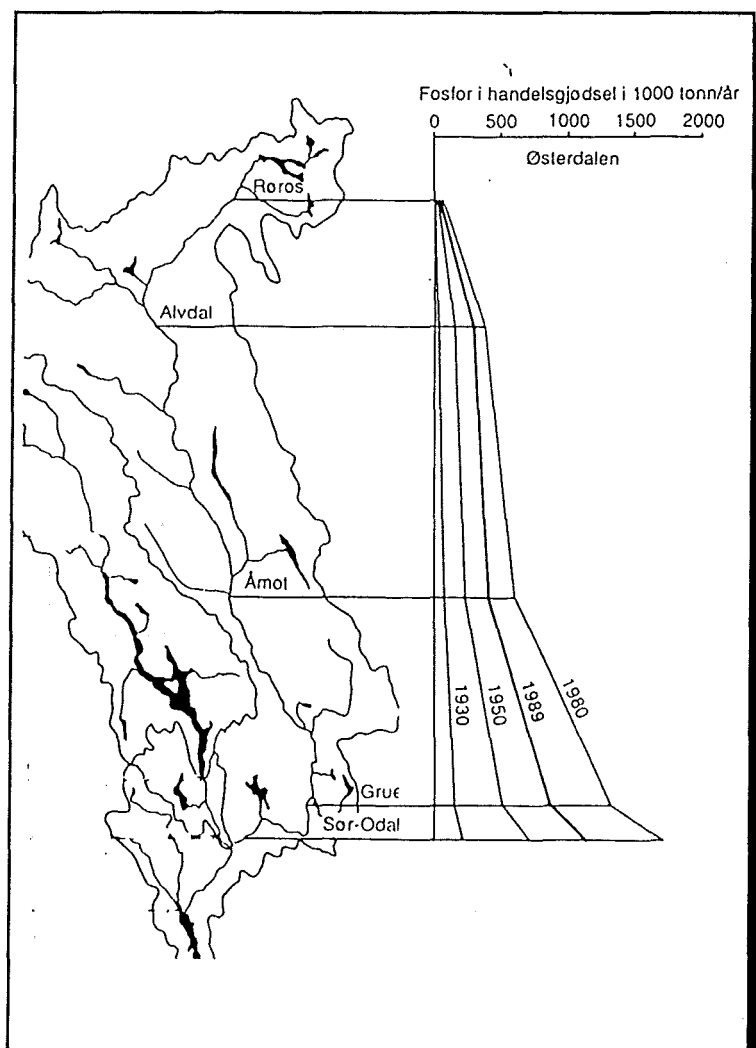 Fosfor i handelsgjødsel i 1000 tonn/år
0 500 1000 1500 2000
Østerdalen
Røros
Alvdal
Åmot
1930
1950
1989
1980
Grue
Sør-Odal